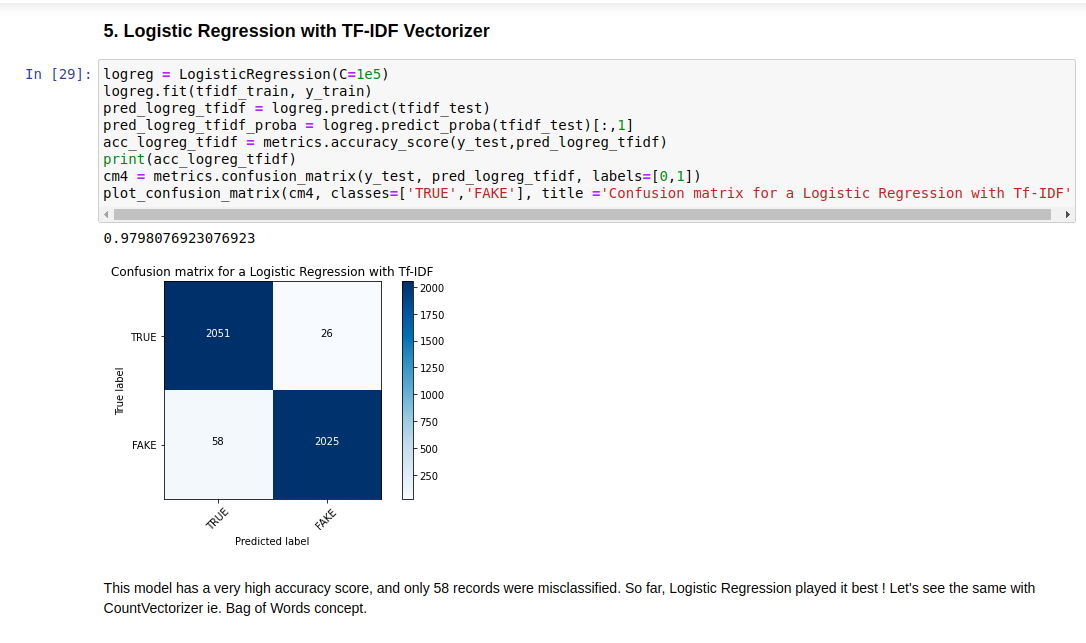 5. Logistic Regression with TF-IDF Vectorizer
In [29]:
logreg = LogisticRegression(C=1e5)
logreg.fit(tfidf_train, y_train)
pred_logreg_tfidf = logreg.predict(tfidf_test)
pred_logreg_tfidf_proba = logreg.predict_proba(tfidf_test)[:,1]
acc_logreg_tfidf = metrics.accuracy_score(y_test,pred_logreg_tfidf)
print(acc_logreg_tfidf)
cm4 = metrics.confusion_matrix(y_test, pred_logreg_tfidf, labels=[0,1])
plot_confusion_matrix(cm4, classes=['TRUE','FAKE'], title ='Confusion matrix for a Logistic Regression with Tf-IDF'
0.9798076923076923
Confusion matrix for a Logistic Regression with Tf-IDF
2000
1750
1500
1250
1000
750
500
250
True label
TRUE
2051
26
FAKE
58
2025
TRUE
FAKE
Predicted label
This model has a very high accuracy score, and only 58 records were misclassified. So far, Logistic Regression played it best ! Let's see the same with
CountVectorizer ie. Bag of Words concept.